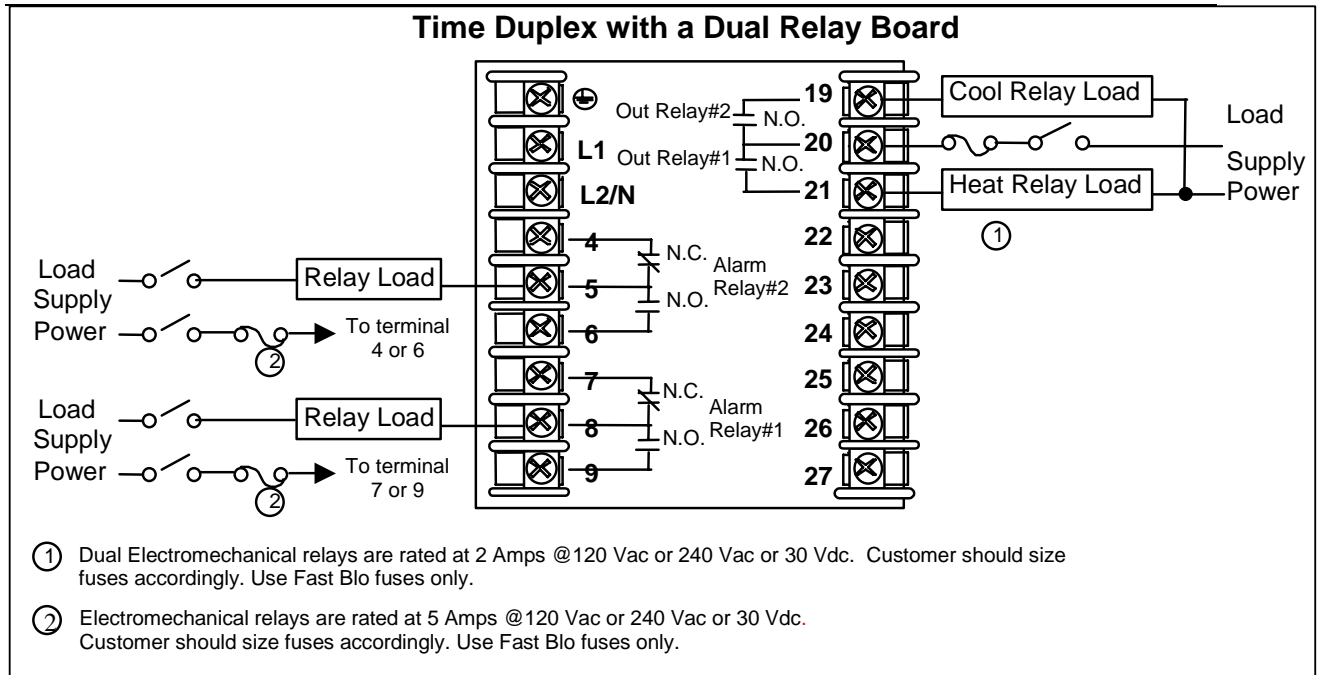 Time Duplex with a Dual Relay Board
L1
L2/N
4
5
6
7
8
9
Out Relay#2
N.O.
Out Relay#1
N.O.
N.C.
Alarm
Relay#2
N.O.
N.C.
Alarm
Relay#1
N.O.
19
20
21
22
23
24
25
26
27
Cool Relay Load
Heat Relay Load
1
Load
Supply
Power
Load
Supply
Power
Relay Load
2
To terminal
4 or 6
Load
Supply
Power
Relay Load
2
To terminal
7 or 9
1 Dual Electromechanical relays are rated at 2 Amps @120 Vac or 240 Vac or 30 Vdc. Customer should size
fuses accordingly. Use Fast Blo fuses only.
2 Electromechanical relays are rated at 5 Amps @120 Vac or 240 Vac or 30 Vdc.
Customer should size fuses accordingly. Use Fast Blo fuses only.